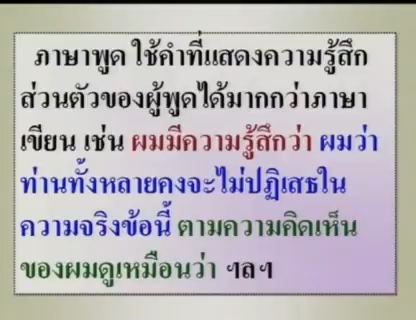 ภาษาพูด ใช้คำที่แสดงความรู้สึก
ส่วนตัวของผู้พูดได้มากกว่าภาษา
เขียน เช่น ผมมีความรู้สึกว่า ผมว่า
ท่านทั้งหลายคงจะไม่ปฏิเสธใน
ความจริงข้อนี้ ตามความคิดเห็น
ของผมดูเหมือนว่า ฯลฯ